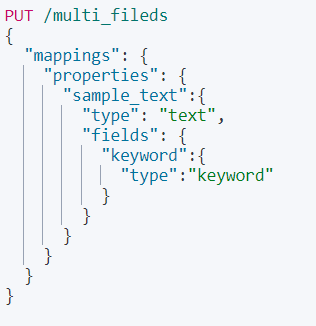 PUT /multi_fileds
{
  "mappings": {
    "properties": {
      "sample_text":{
        "type": "text",
        "fields": {
          "keyword":{
            "type":"keyword"
          }
        }
      }
    }
  }
}